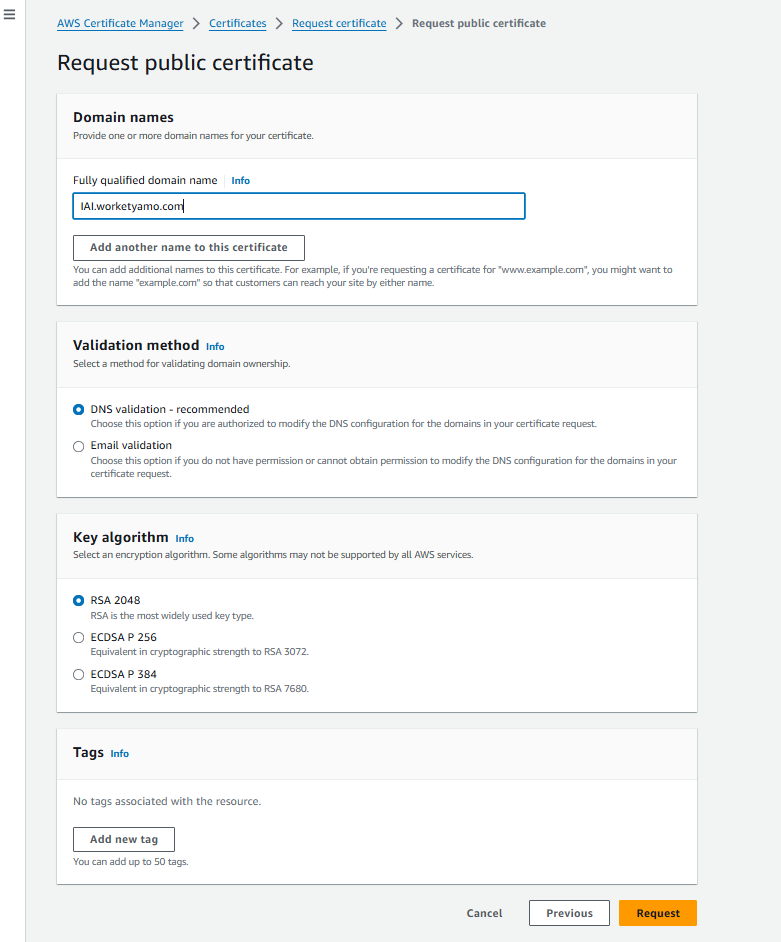 AWS Certificate Manager > Certificates > Request certificate > Request public certificate
Request public certificate
Domain names
Provide one or more domain names for your certificate.
Fully qualified domain name Info
IAI.worketyamo.com
Add another name to this certificate
You can add additional names to this certificate. For example, if you're requesting a certificate for "www.example.com", you might want to
add the name "example.com" so that customers can reach your site by either name.
Validation method Info
Select a method for validating domain ownership.
DNS validation - recommended
Choose this option if you are authorized to modify the DNS configuration for the domains in your certificate request.
Email validation
Choose this option if you do not have permission or cannot obtain permission to modify the DNS configuration for the domains in your
certificate request.
Key algorithm Info
Select an encryption algorithm. Some algorithms may not be supported by all AWS services.
RSA 2048
RSA is the most widely used key type.
ECDSA P 256
Equivalent in cryptographic strength to RSA 3072.
ECDSA P 384
Equivalent in cryptographic strength to RSA 7680.
Tags Info
No tags associated with the resource.
Add new tag
You can add up to 50 tags.
Cancel Previous Request